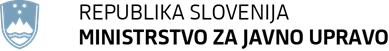 REPUBLIKA SLOVENIJA
MINISTRSTVO ZA JAVNO UPRAVO